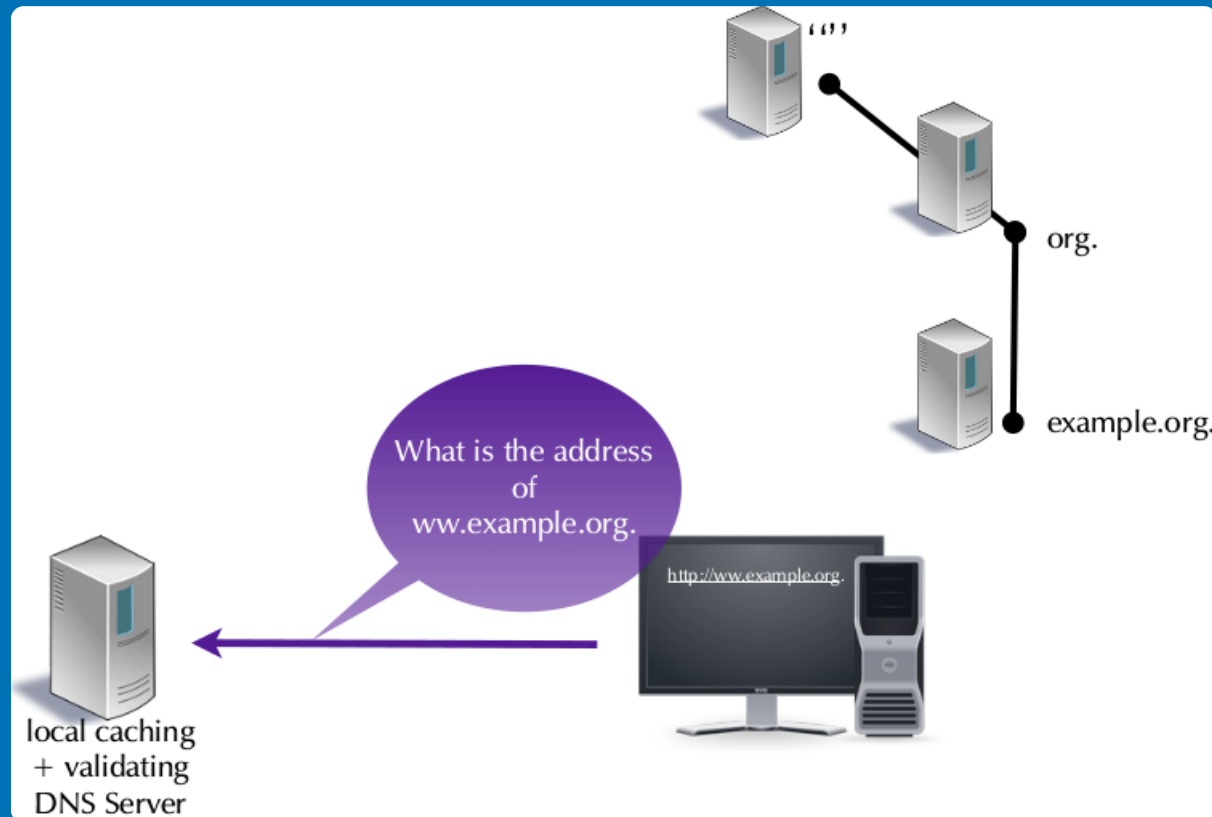 “”
org.
example.org.
What is the address
of
ww.example.org.
http://ww.example.org.
local caching
+ validating
DNS Server